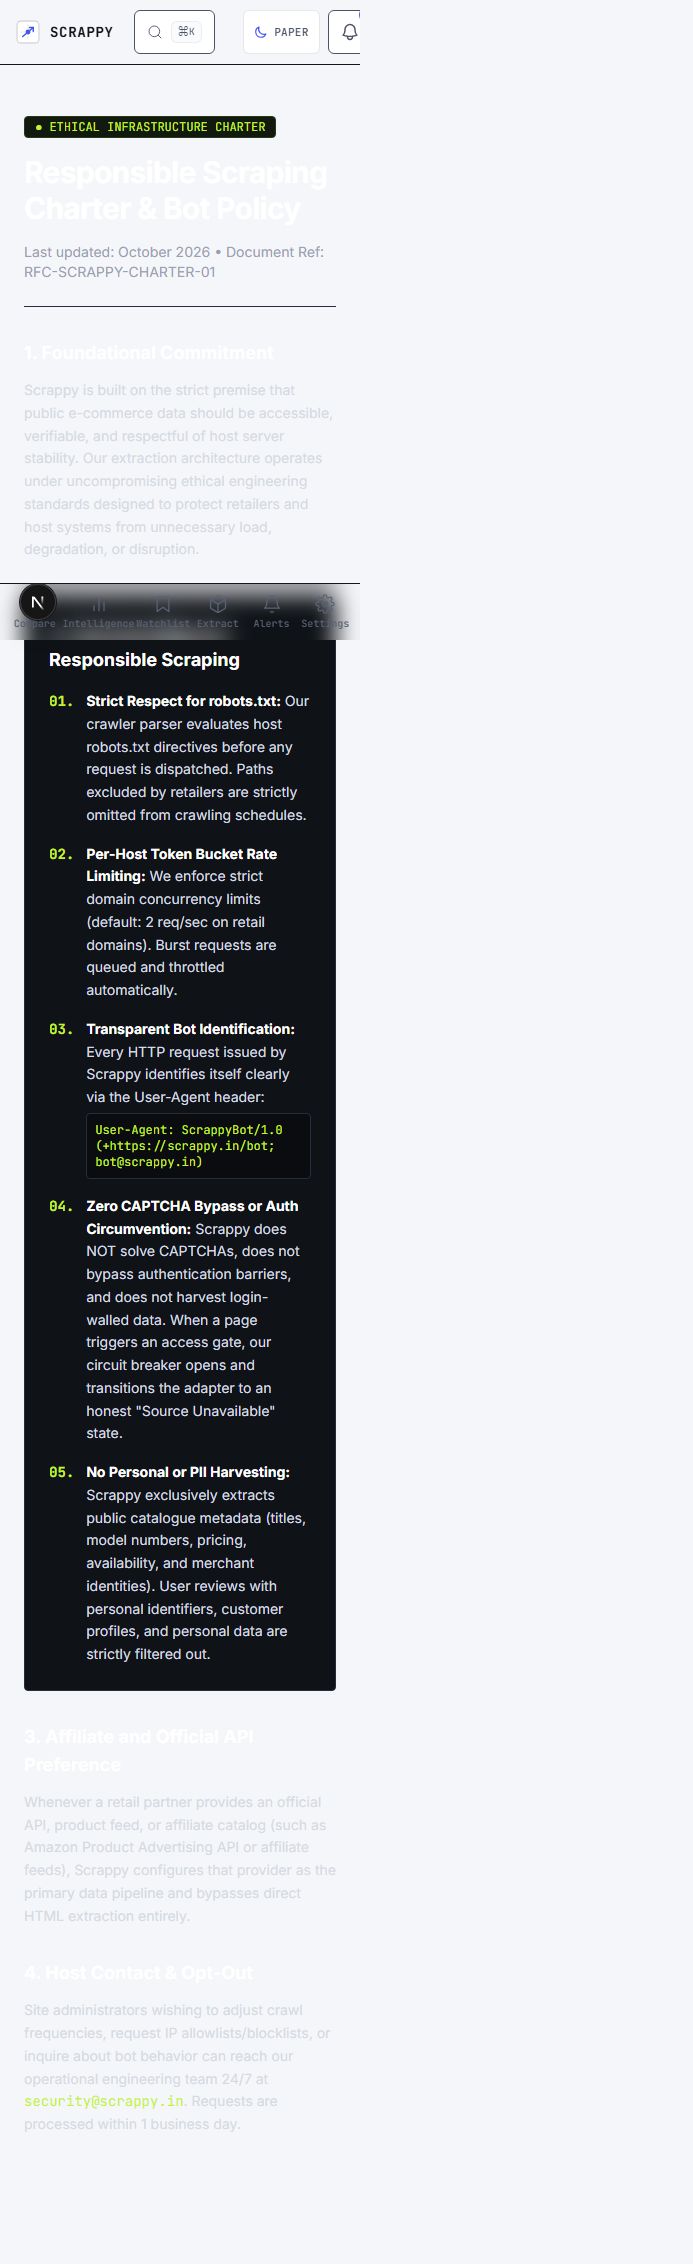 SCRAPPY
⌘K
PAPER
ETHICAL INFRASTRUCTURE CHARTER
Responsible Scraping
Charter & Bot Policy
Last updated: October 2026 • Document Ref:
RFC-SCRAPPY-CHARTER-01
1. Foundational Commitment
Scrappy is built on the strict premise that
public e-commerce data should be accessible,
verifiable, and respectful of host server
stability. Our extraction architecture operates
under uncompromising ethical engineering
standards designed to protect retailers and
host systems from unnecessary load,
degradation, or disruption.
N
Compare Intelligence Watchlist Extract Alerts Settings
Responsible Scraping
01. Strict Respect for robots.txt: Our
crawler parser evaluates host
robots.txt directives before any
request is dispatched. Paths
excluded by retailers are strictly
omitted from crawling schedules.
02. Per-Host Token Bucket Rate
Limiting: We enforce strict
domain concurrency limits
(default: 2 req/sec on retail
domains). Burst requests are
queued and throttled
automatically.
03. Transparent Bot Identification:
Every HTTP request issued by
Scrappy identifies itself clearly
via the User-Agent header:
User-Agent: ScrappyBot/1.0
(+https://scrappy.in/bot;
bot@scrappy.in)
04. Zero CAPTCHA Bypass or Auth
Circumvention: Scrappy does
NOT solve CAPTCHAs, does not
bypass authentication barriers,
and does not harvest login-
walled data. When a page
triggers an access gate, our
circuit breaker opens and
transitions the adapter to an
honest "Source Unavailable"
state.
05. No Personal or PII Harvesting:
Scrappy exclusively extracts
public catalogue metadata (titles,
model numbers, pricing,
availability, and merchant
identities). User reviews with
personal identifiers, customer
profiles, and personal data are
strictly filtered out.
3. Affiliate and Official API
Preference
Whenever a retail partner provides an official
API, product feed, or affiliate catalog (such as
Amazon Product Advertising API or affiliate
feeds), Scrappy configures that provider as the
primary data pipeline and bypasses direct
HTML extraction entirely.
4. Host Contact & Opt-Out
Site administrators wishing to adjust crawl
frequencies, request IP allowlists/blocklists, or
inquire about bot behavior can reach our
operational engineering team 24/7 at
security@scrappy.in. Requests are
processed within 1 business day.